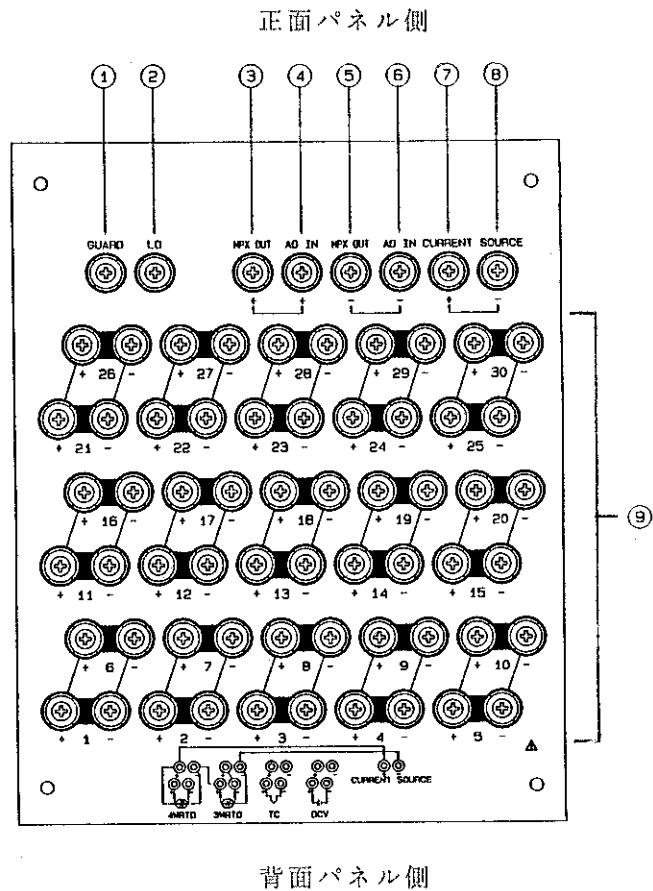 正面パネル側
① ② ③ ④ ⑤ ⑥ ⑦ ⑧
GUARD LO MPX OUT AD IN MPX OUT AD IN CURRENT SOURCE
+ + - - + -
+ 26 - + 27 - + 28 - + 29 - + 30 -
+ 21 - + 22 - + 23 - + 24 - + 25 -
⑨
+ 16 - + 17 - + 18 - + 19 - + 20 -
+ 11 - + 12 - + 13 - + 14 - + 15 -
+ 6 - + 7 - + 8 - + 9 - + 10 -
+ 1 - + 2 - + 3 - + 4 - + 5 -
CURRENT SOURCE
4WRTD 3WRTD TC DCV
背面パネル側